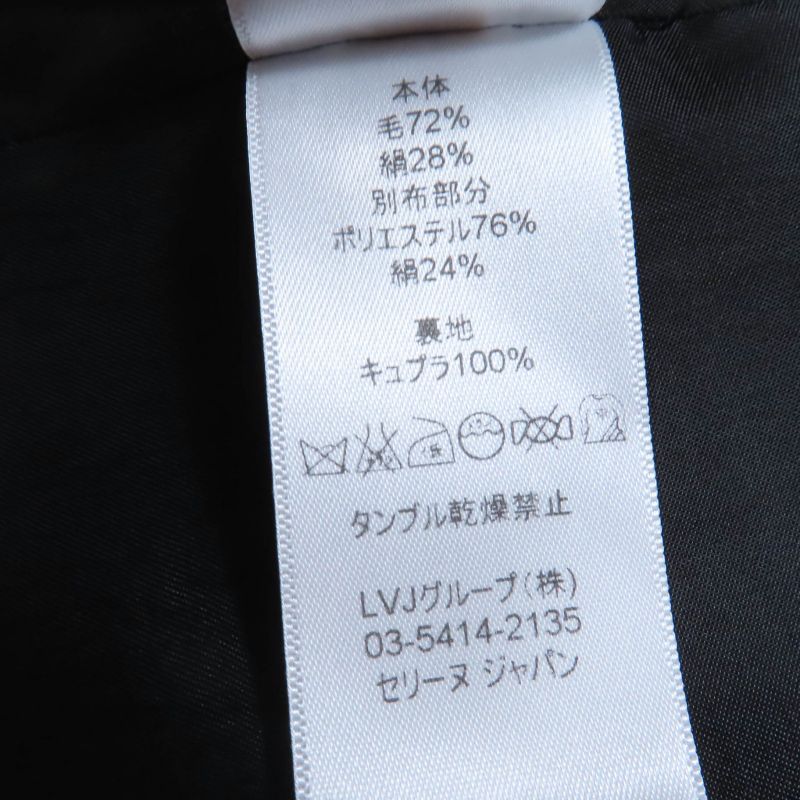 本体
毛72%
絹28%
別布部分
ポリエステル76%
絹24%
裏地
キュプラ100%
タンブル乾燥禁止
LVJグループ(株)
03-5414-2135
セリーヌ ジャパン